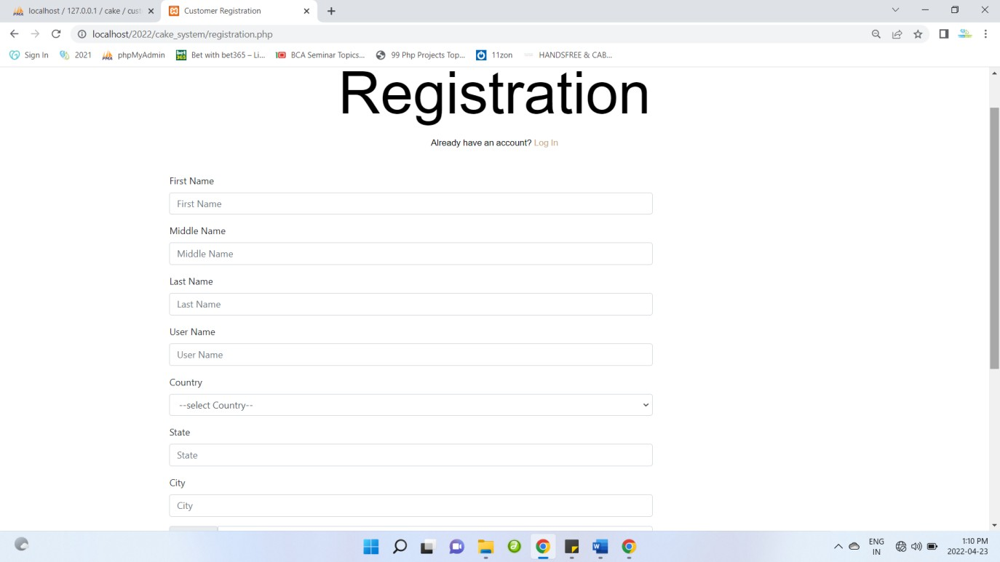 localhost / 127.0.0.1 / cake / cust
Customer Registration
localhost/2022/cake_system/registration.php
Sign In
2021
phpMyAdmin
Bet with bet365 – Li...
BCA Seminar Topics...
99 Php Projects Top...
11zon
HANDSFREE & CAB...
Registration
Already have an account? Log In
First Name
First Name
Middle Name
Middle Name
Last Name
Last Name
User Name
User Name
Country
--select Country--
State
State
City
City
ENG
IN
1:10 PM
2022-04-23